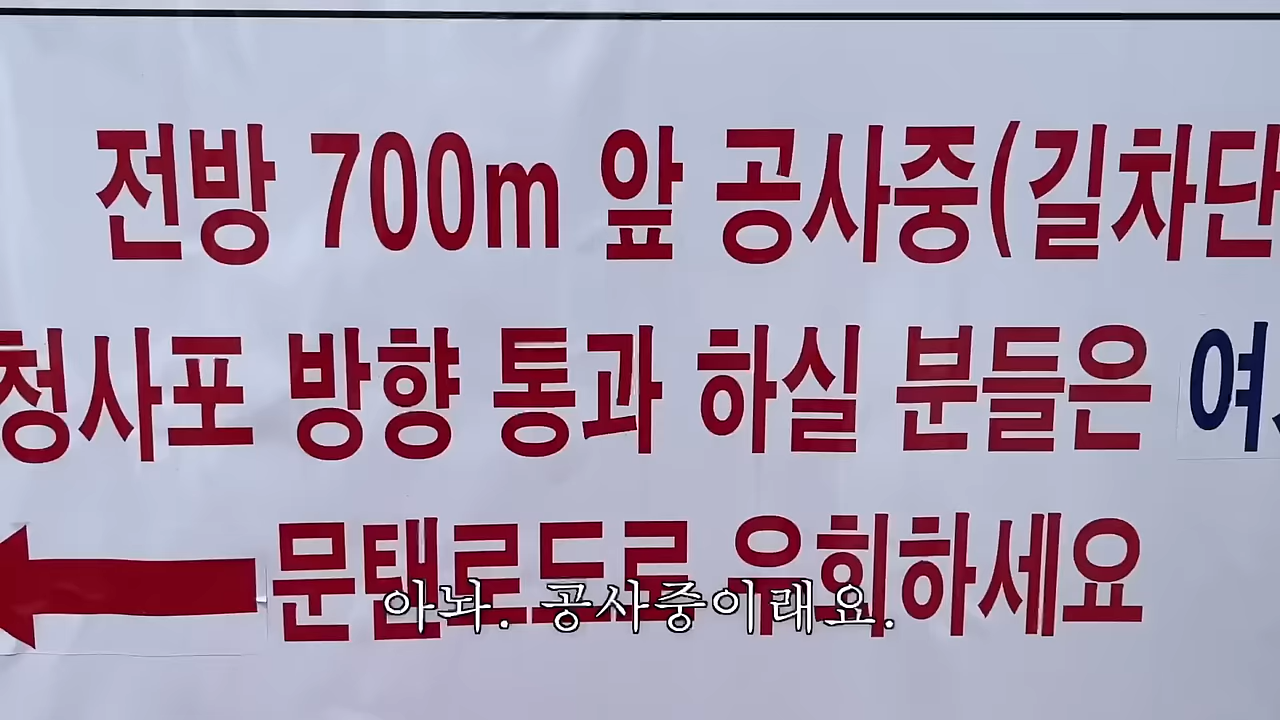 전방 700m 앞 공사중(길차단
청사포 방향 통과 하실 분들은
문탠로드로 우회하세요
아놔. 공사중이래요.